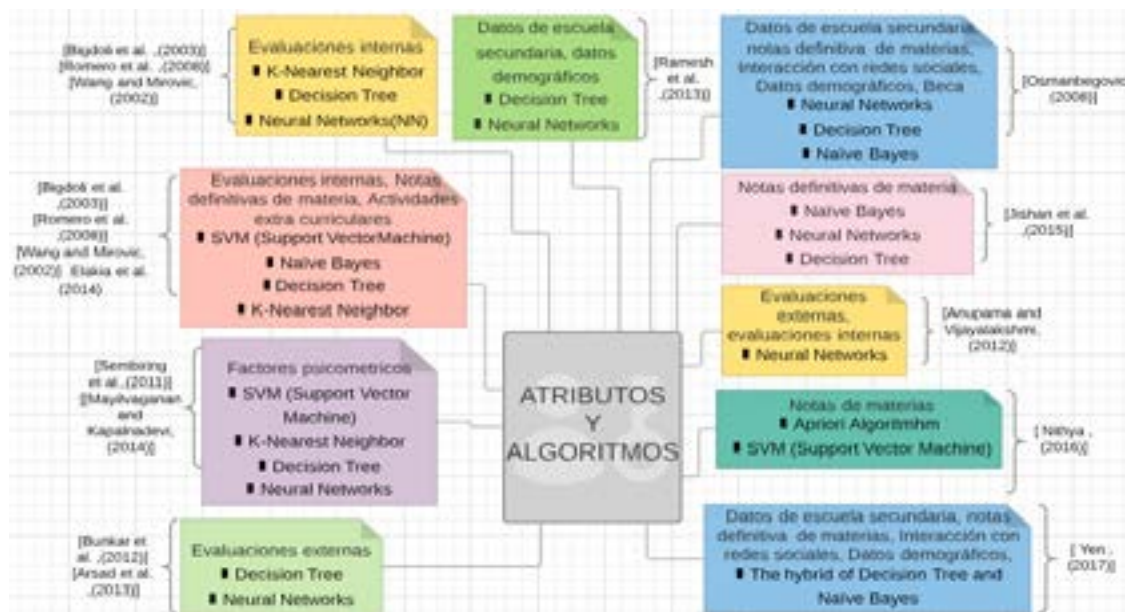 [Bigdoli et al. ,(2003)]
[Romero et al. ,(2008)]
[Wang and Mirovic,
(2002)]
Evaluaciones internas
K-Nearest Neighbor
Decision Tree
Neural Networks(NN)
Datos de escuela
secundaria, datos
demográficos
Decision Tree
Neural Networks
[Ramesh
et al.
,(2013)]
Datos de escuela secundaria,
notas definitiva de materias,
Interacción con redes sociales,
Datos demográficos, Beca
Neural Networks
Decision Tree
Naïve Bayes
[Osmanbegovic
(2008)]
[Bigdoli et al. ,
(2003)]
[Romero et al.
,(2008)]
[Wang and Mirovic,
(2002)] Elakia et al.
(2014)
Evaluaciones internas, Notas
definitivas de materia, Actividades
extra curriculares
SVM (Support VectorMachine)
Naïve Bayes
Decision Tree
K-Nearest Neighbor
Notas definitivas de materia
Naïve Bayes
Neural Networks
Decision Tree
[Jishan et al.
,(2015)]
Evaluaciones
externas,
evaluaciones internas
Neural Networks
[Anupama and
Vijayalakshmi,
(2012)]
[Sembiring
et al.,(2011)]
[[Mayilvaganan
and
Kapalnadevi,
(2014)]
Factores psicometricos
SVM (Support Vector
Machine)
K-Nearest Neighbor
Decision Tree
Neural Networks
ATRIBUTOS
Y
ALGORITMOS
Notas de materias
Apriori Algoritmhm
SVM (Support Vector Machine)
[ Nithya ,
(2016)]
[Bunkar et
al. ,(2012)]
[Arsad et al.
(2013)]
Evaluaciones externas
Decision Tree
Neural Networks
Datos de escuela secundaria, notas
definitiva de materias, Interacción con
redes sociales, Datos demográficos,
The hybrid of Decision Tree and
Naïve Bayes
[ Yen ,
(2017)]